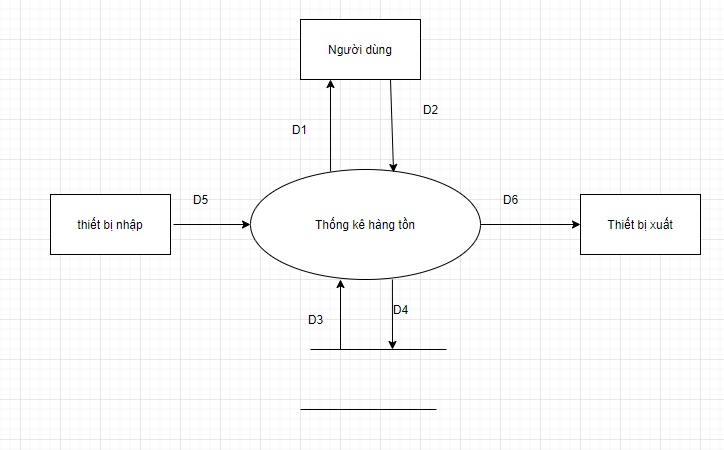 Người dùng
D1
D2
thiết bị nhập
D5
Thống kê hàng tồn
D6
Thiết bị xuất
D3
D4